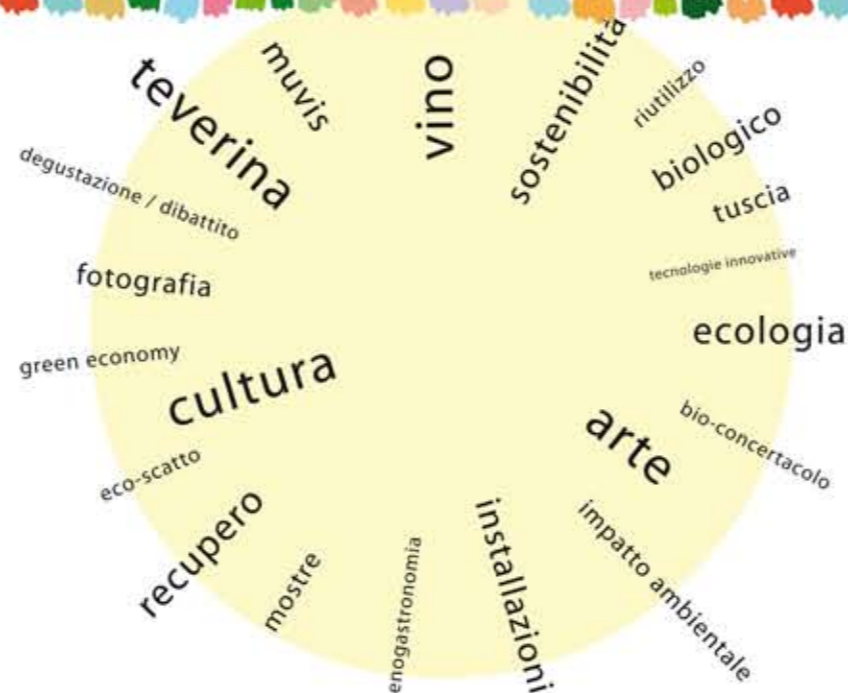 muvis
vino
sostenibilità
riutilizzo
teverina
biologico
degustazione / dibattito
tuscia
tecnologie innovative
fotografia
ecologia
green economy
cultura
bio-concertacolo
arte
eco-scatto
recupero
impatto ambientale
mostre
enogastronomia
installazioni